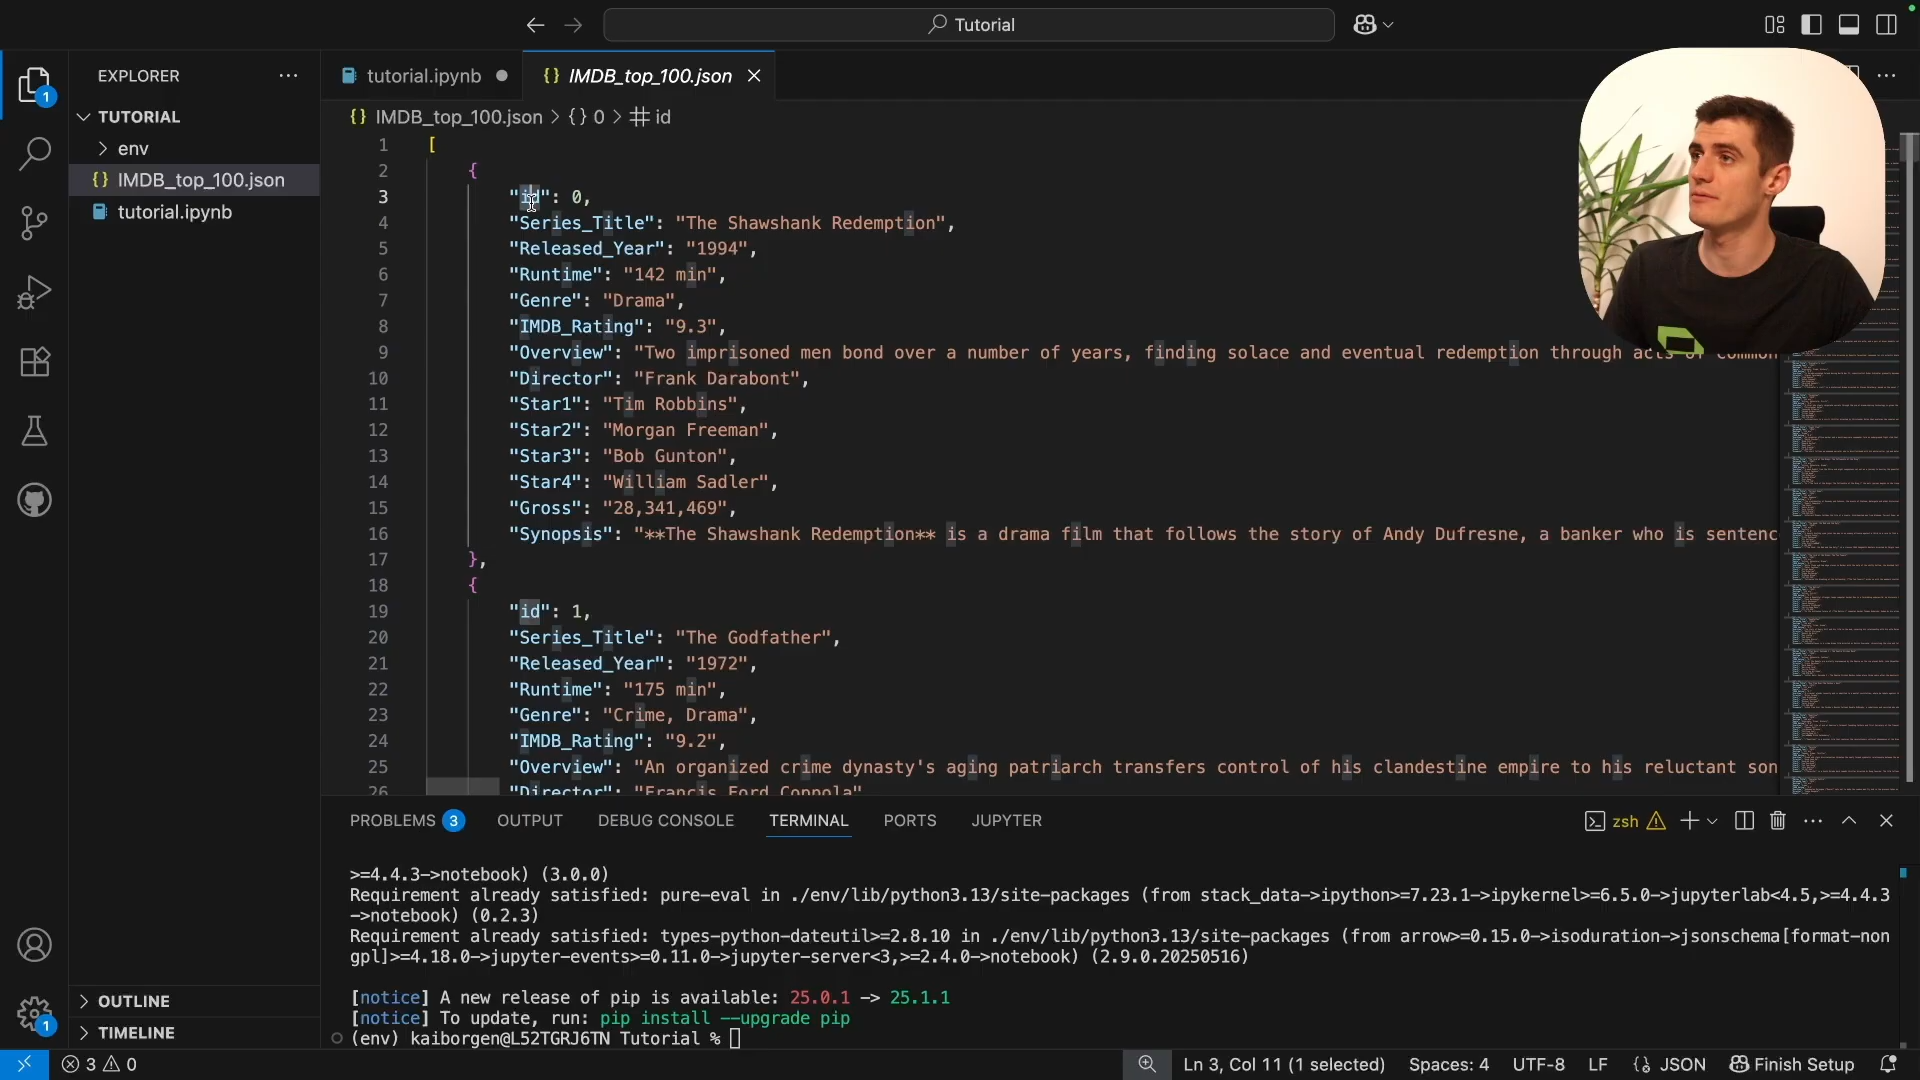 Tutorial
EXPLORER
tutorial.ipynb
{} IMDB_top_100.json
1
TUTORIAL
{} IMDB_top_100.json > {} 0 > id
env
{} IMDB_top_100.json
tutorial.ipynb
1 [
2 {
3 "id": 0,
4 "Series_Title": "The Shawshank Redemption",
5 "Released_Year": "1994",
6 "Runtime": "142 min",
7 "Genre": "Drama",
8 "IMDB_Rating": "9.3",
9 "Overview": "Two imprisoned men bond over a number of years, finding solace and eventual redemption through acts of common
10 "Director": "Frank Darabont",
11 "Star1": "Tim Robbins",
12 "Star2": "Morgan Freeman",
13 "Star3": "Bob Gunton",
14 "Star4": "William Sadler",
15 "Gross": "28,341,469",
16 "Synopsis": "**The Shawshank Redemption** is a drama film that follows the story of Andy Dufresne, a banker who is sentenc
17 },
18 {
19 "id": 1,
20 "Series_Title": "The Godfather",
21 "Released_Year": "1972",
22 "Runtime": "175 min",
23 "Genre": "Crime, Drama",
24 "IMDB_Rating": "9.2",
25 "Overview": "An organized crime dynasty's aging patriarch transfers control of his clandestine empire to his reluctant son
26 "Director": "Francis Ford Coppola"
PROBLEMS 3 OUTPUT DEBUG CONSOLE TERMINAL PORTS JUPYTER
zsh
>=4.4.3->notebook) (3.0.0)
Requirement already satisfied: pure-eval in ./env/lib/python3.13/site-packages (from stack_data->ipython>=7.23.1->ipykernel>=6.5.0->jupyterlab<4.5,>=4.4.3
->notebook) (0.2.3)
Requirement already satisfied: types-python-dateutil>=2.8.10 in ./env/lib/python3.13/site-packages (from arrow>=0.15.0->isoduration->jsonschema[format-non
gpl]>=4.18.0->jupyter-events>=0.11.0->jupyter-server<3,>=2.4.0->notebook) (2.9.0.20250516)
[notice] A new release of pip is available: 25.0.1 -> 25.1.1
[notice] To update, run: pip install --upgrade pip
(env) kaiborgen@L52TGRJ6TN Tutorial %
OUTLINE
TIMELINE
1
3 0
Ln 3, Col 11 (1 selected)
Spaces: 4
UTF-8
LF
{} JSON
Finish Setup